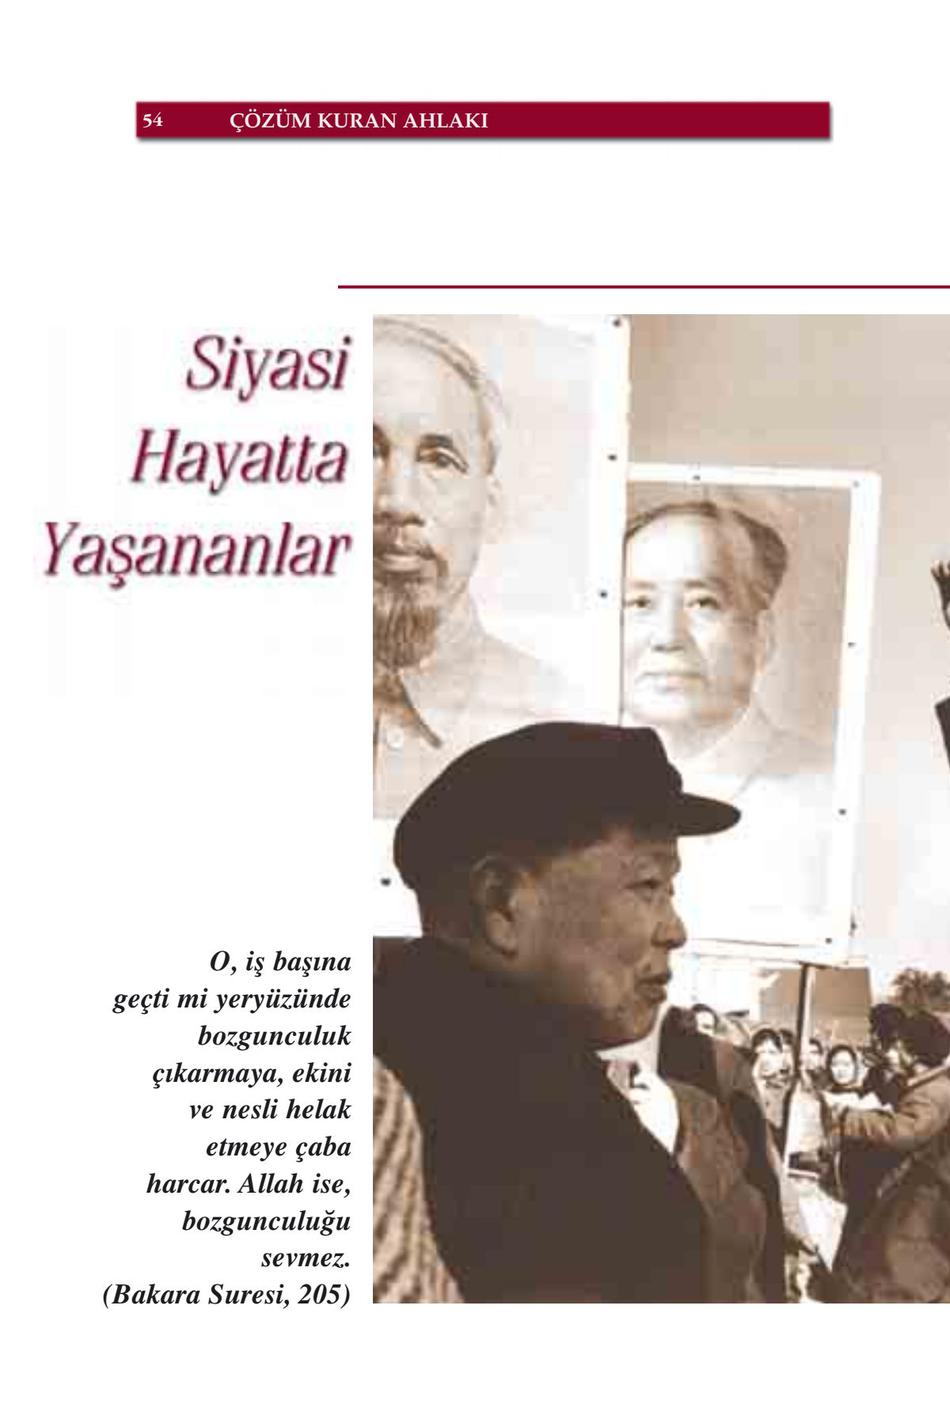 54 ÇÖZÜM KURAN AHLAKI
Siyasi
Hayatta
Yaşananlar
O, iş başına
geçti mi yeryüzünde
bozgunculuk
çıkarmaya, ekini
ve nesli helak
etmeye çaba
harcar. Allah ise,
bozgunculuğu
sevmez.
(Bakara Suresi, 205)